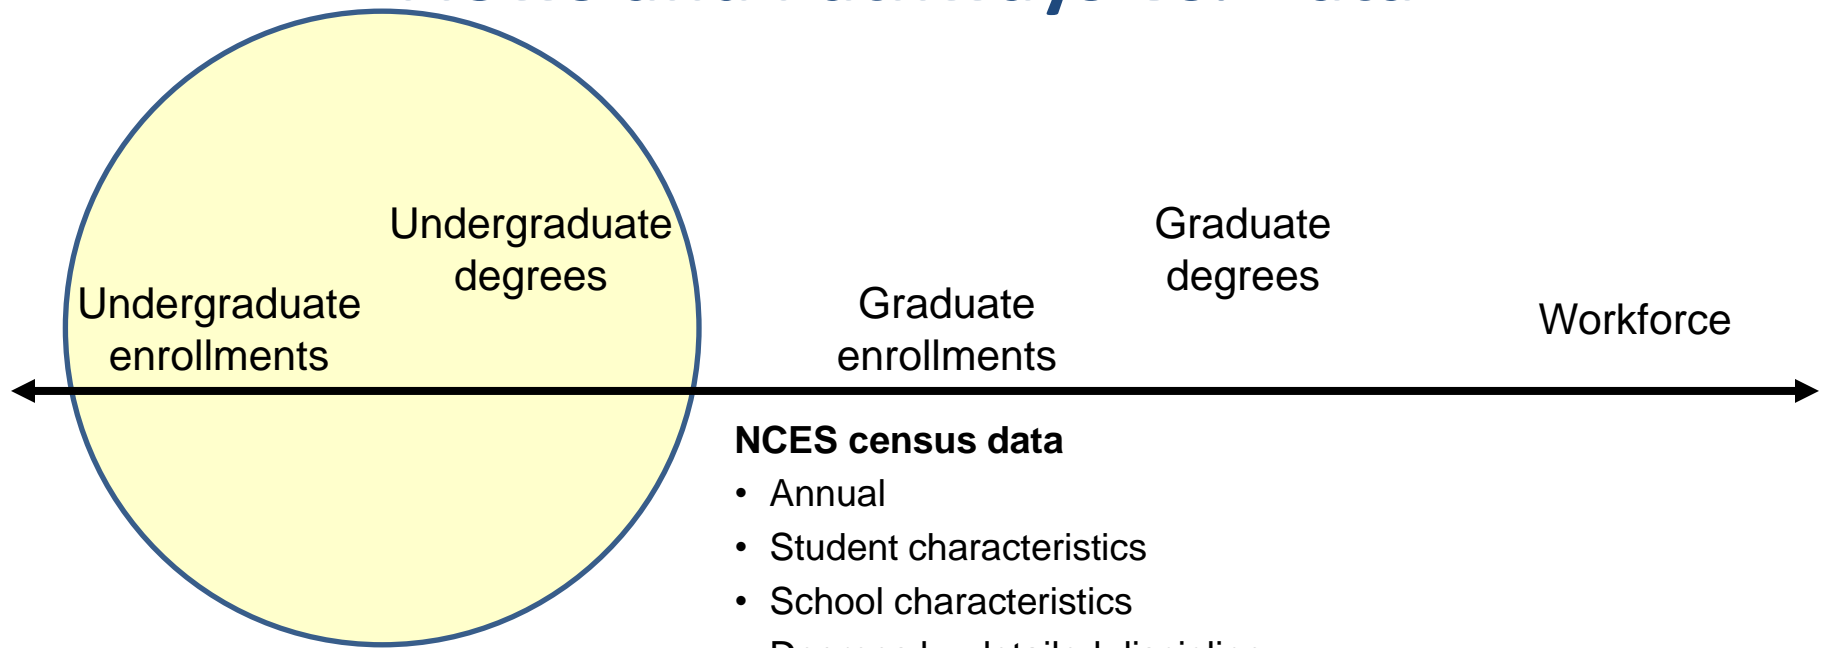 Undergraduate
degrees
Undergraduate
enrollments
Graduate
degrees
Graduate
enrollments
Workforce
NCES census data
• Annual
• Student characteristics
• School characteristics